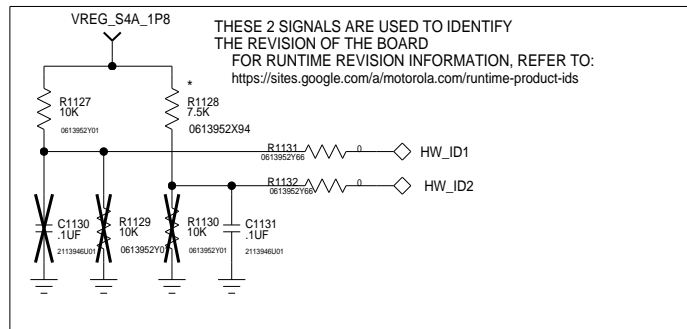 VREG_S4A_1P8
THESE 2 SIGNALS ARE USED TO IDENTIFY
THE REVISION OF THE BOARD
FOR RUNTIME REVISION INFORMATION, REFER TO:
https://sites.google.com/a/motorola.com/runtime-product-ids
R1127
10K
0613952Y01
*
R1128
7.5K
0613952X94
R1131
0613952Y66
0
HW_ID1
R1132
0613952Y66
0
HW_ID2
C1130
.1UF
2113946U01
R1129
10K
0613952Y01
R1130
10K
0613952Y01
C1131
.1UF
2113946U01